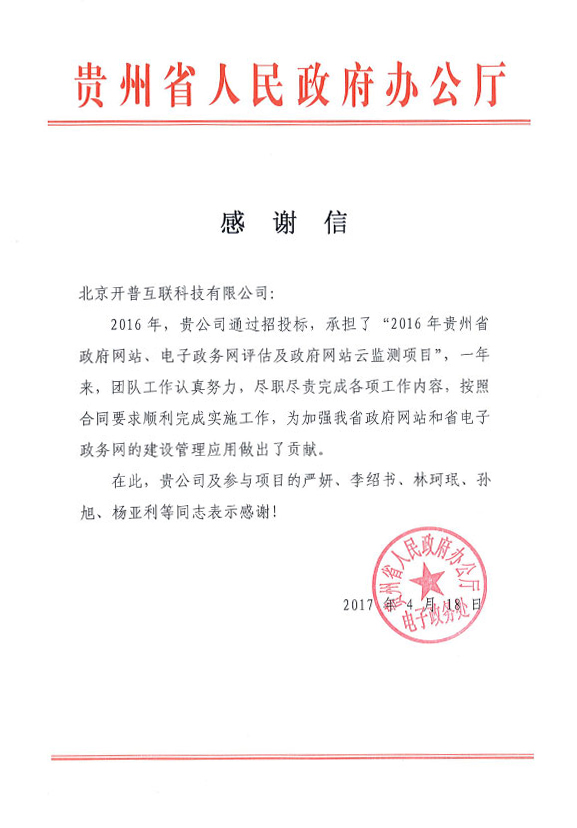 贵州省人民政府办公厅
感谢信
北京开普互联科技有限公司：
2016年，贵公司通过招投标，承担了“2016年贵州省
政府网站、电子政务网评估及政府网站云监测项目”，一年
来，团队工作认真努力，尽职尽责完成各项工作内容，按照
合同要求顺利完成实施工作，为加强我省政府网站和省电子
政务网的建设管理应用做出了贡献。
在此，贵公司及参与项目的严妍、李绍书、林珂珉、孙
旭、杨亚利等同志表示感谢！
贵州省人民政府办公厅
电子政务处
2017年4月18日